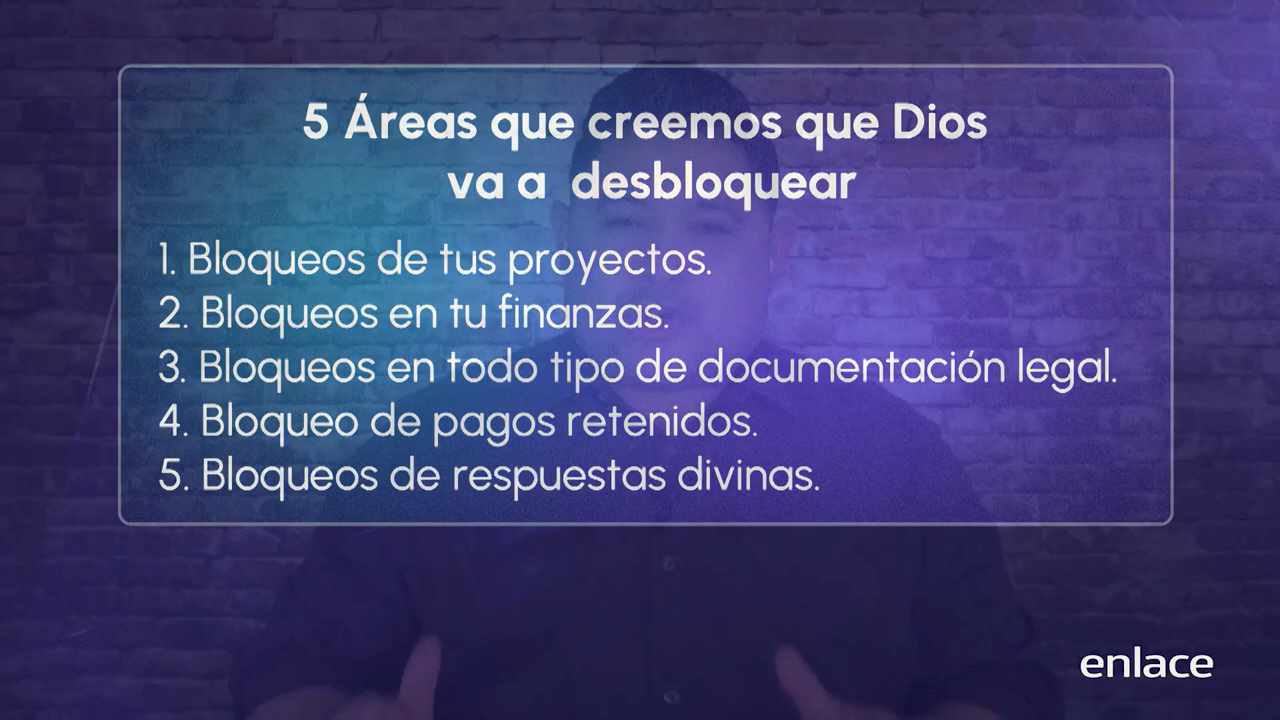 5 Áreas que creemos que Dios
va a desbloquear
1. Bloqueos de tus proyectos.
2. Bloqueos en tu finanzas.
3. Bloqueos en todo tipo de documentación legal.
4. Bloqueo de pagos retenidos.
5. Bloqueos de respuestas divinas.
enlace